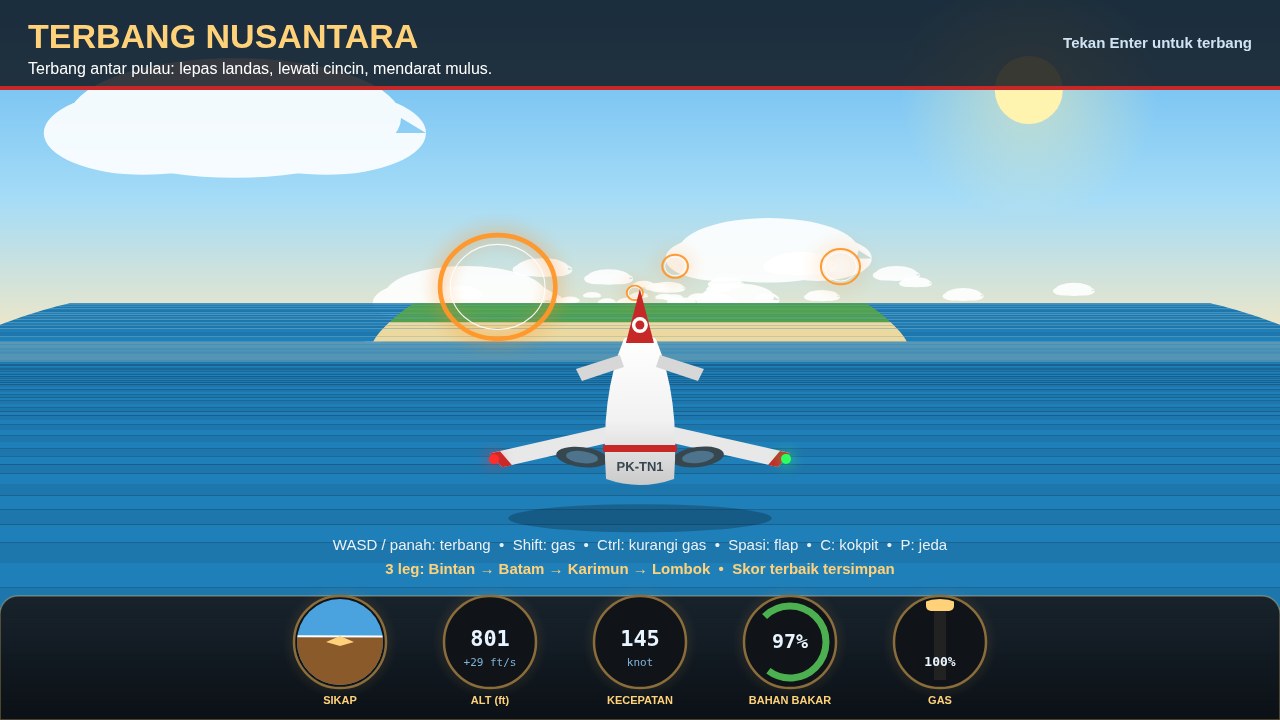 TERBANG NUSANTARA
Terbang antar pulau: lepas landas, lewati cincin, mendarat mulus.
Tekan Enter untuk terbang
PK-TN1
WASD / panah: terbang • Shift: gas • Ctrl: kurangi gas • Spasi: flap • C: kokpit • P: jeda
3 leg: Bintan → Batam → Karimun → Lombok • Skor terbaik tersimpan
801
+29 ft/s
145
knot
97%
100%
SIKAP
ALT (ft)
KECEPATAN
BAHAN BAKAR
GAS